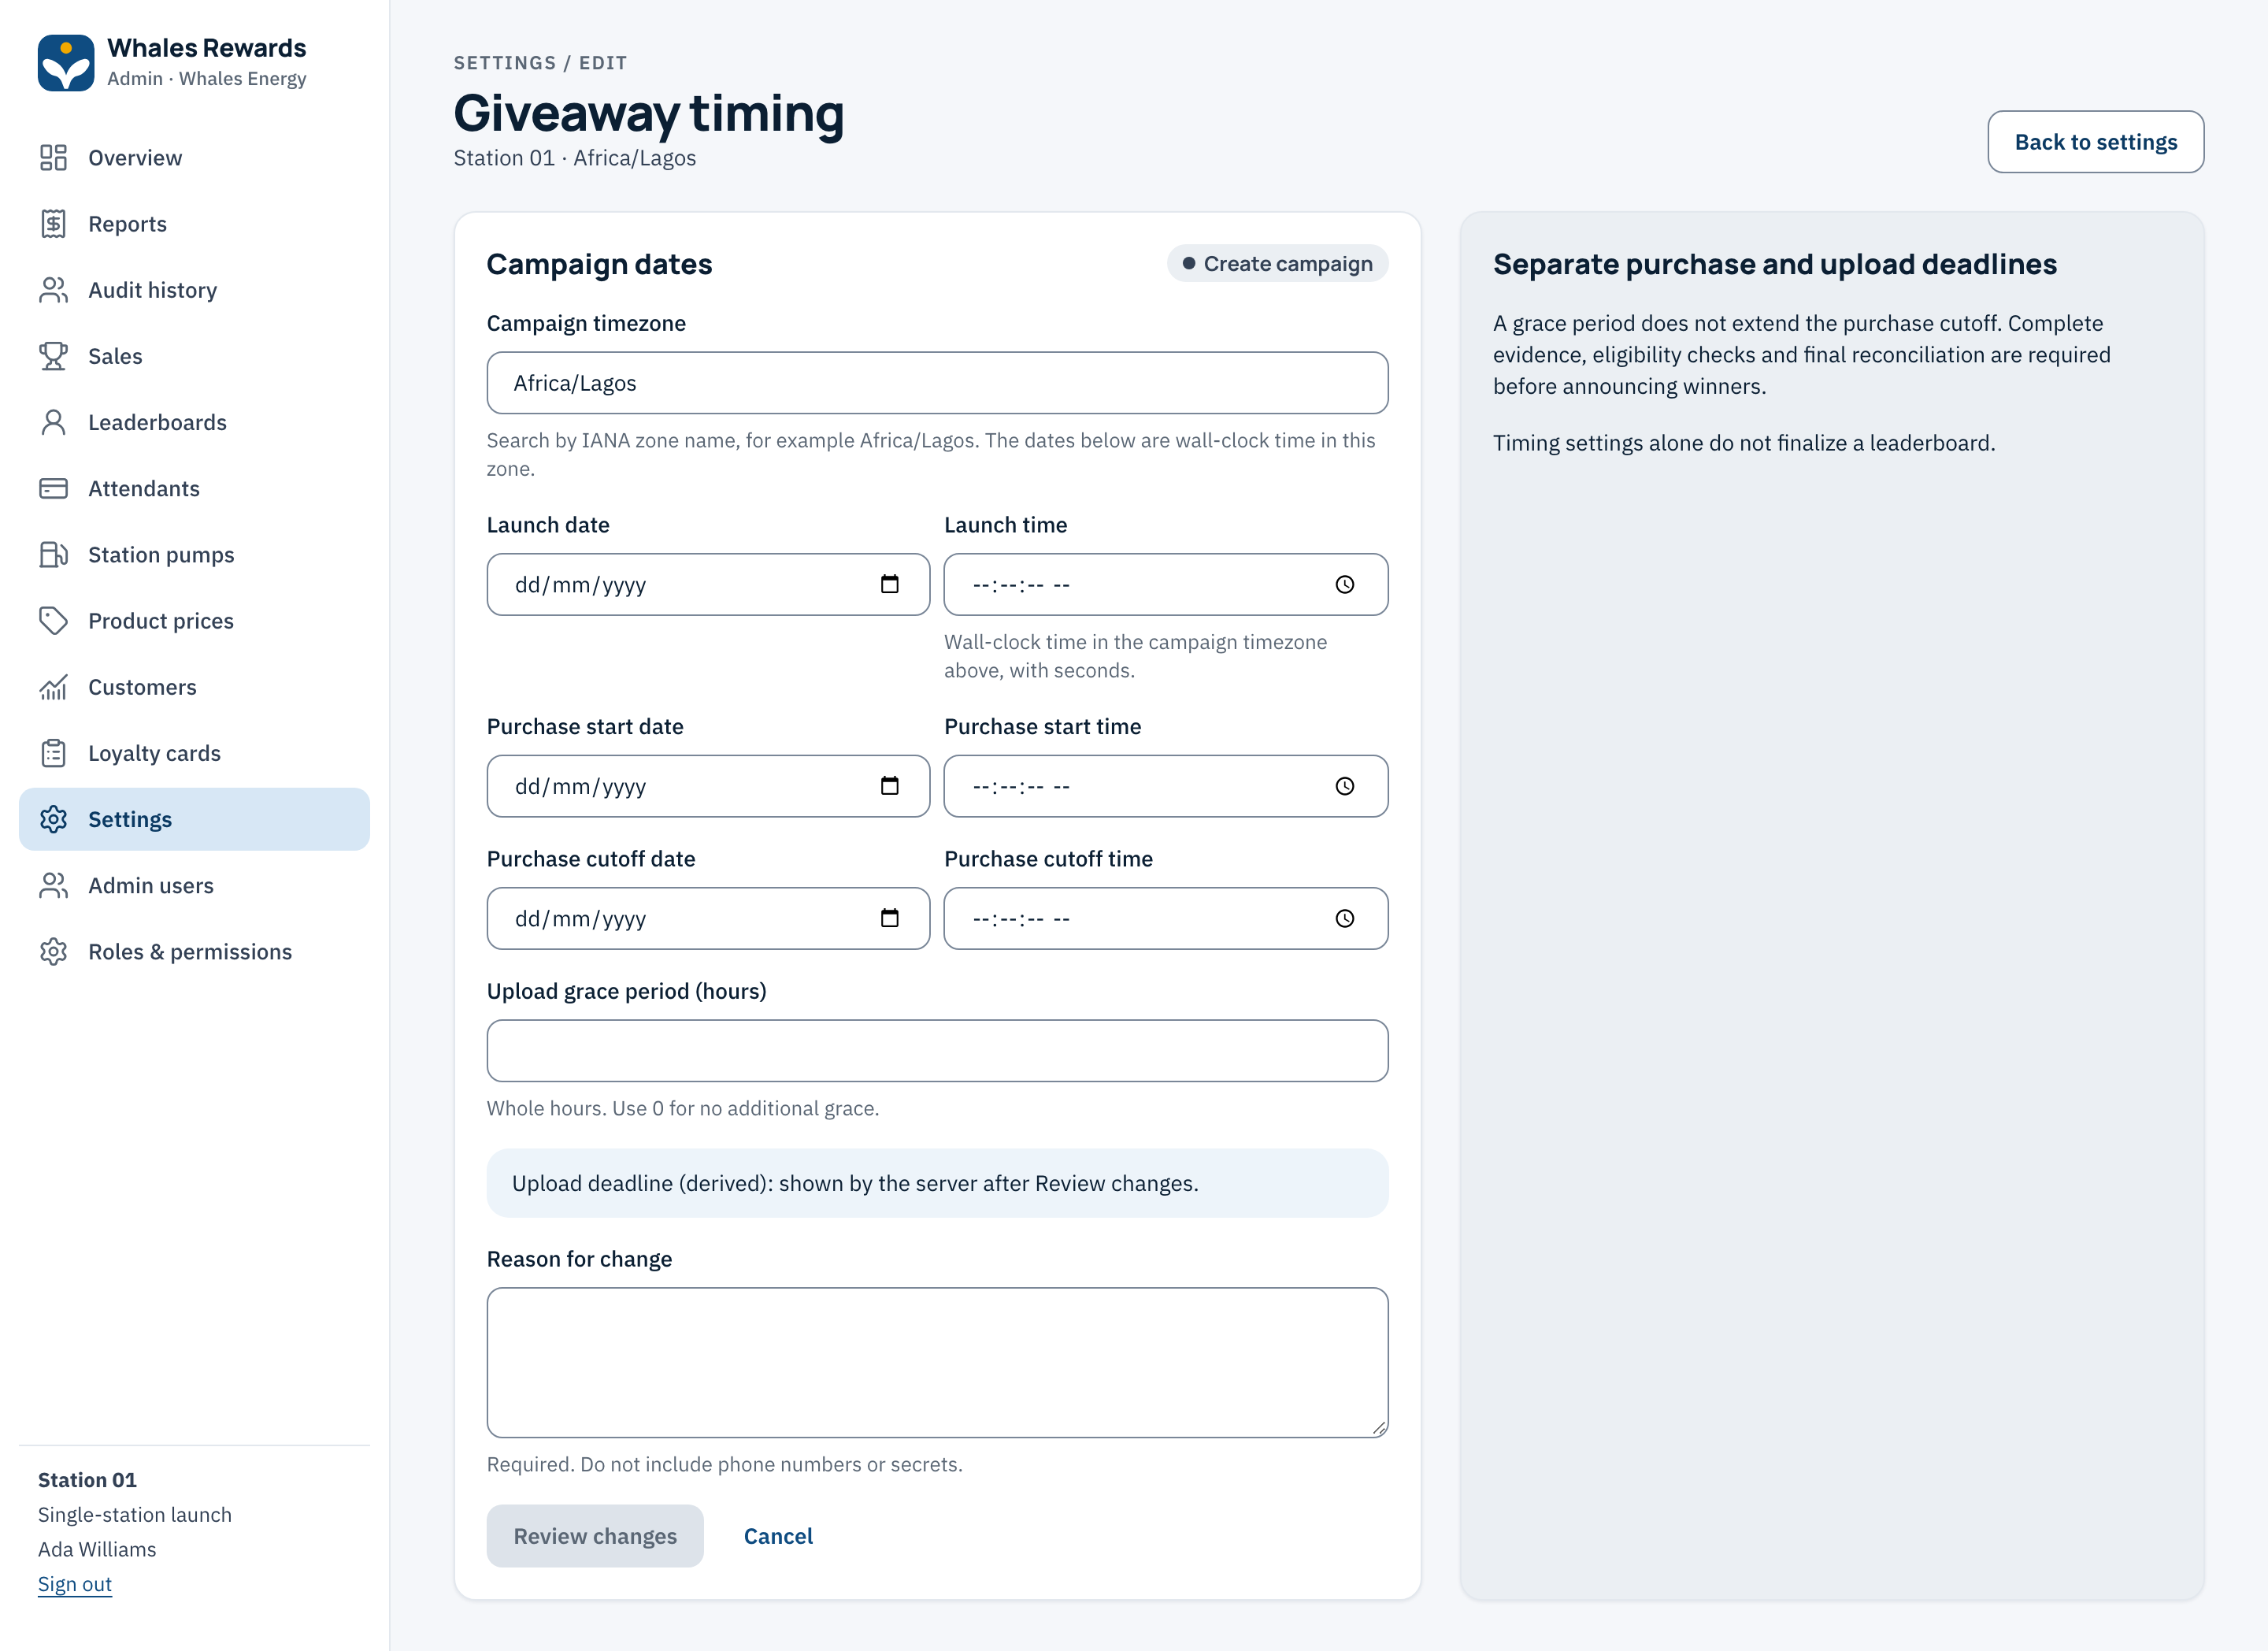 Whales Rewards
Admin · Whales Energy
Overview
Reports
Audit history
Sales
Leaderboards
Attendants
Station pumps
Product prices
Customers
Loyalty cards
Settings
Admin users
Roles & permissions
Station 01
Single-station launch
Ada Williams
Sign out
SETTINGS / EDIT
Giveaway timing
Station 01 · Africa/Lagos
Back to settings
Campaign dates
Create campaign
Campaign timezone
Africa/Lagos
Search by IANA zone name, for example Africa/Lagos. The dates below are wall-clock time in this
zone.
Launch date
Launch time
dd/mm/yyyy
--:--:-- --
Wall-clock time in the campaign timezone
above, with seconds.
Purchase start date
Purchase start time
dd/mm/yyyy
--:--:-- --
Purchase cutoff date
Purchase cutoff time
dd/mm/yyyy
--:--:-- --
Upload grace period (hours)
Whole hours. Use 0 for no additional grace.
Upload deadline (derived): shown by the server after Review changes.
Reason for change
Required. Do not include phone numbers or secrets.
Review changes
Cancel
Separate purchase and upload deadlines
A grace period does not extend the purchase cutoff. Complete
evidence, eligibility checks and final reconciliation are required
before announcing winners.
Timing settings alone do not finalize a leaderboard.